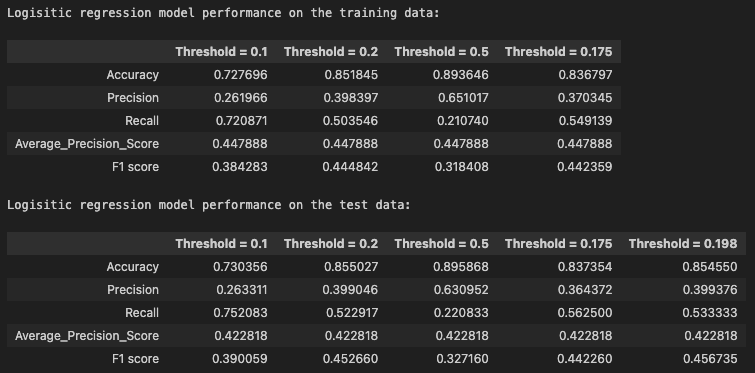 Logisitic regression model performance on the training data:
Threshold = 0.1 Threshold = 0.2 Threshold = 0.5 Threshold = 0.175
Accuracy 0.727696 0.851845 0.893646 0.836797
Precision 0.261966 0.398397 0.651017 0.370345
Recall 0.720871 0.503546 0.210740 0.549139
Average_Precision_Score 0.447888 0.447888 0.447888 0.447888
F1 score 0.384283 0.444842 0.318408 0.442359
Logisitic regression model performance on the test data:
Threshold = 0.1 Threshold = 0.2 Threshold = 0.5 Threshold = 0.175 Threshold = 0.198
Accuracy 0.730356 0.855027 0.895868 0.837354 0.854550
Precision 0.263311 0.399046 0.630952 0.364372 0.399376
Recall 0.752083 0.522917 0.220833 0.562500 0.533333
Average_Precision_Score 0.422818 0.422818 0.422818 0.422818 0.422818
F1 score 0.390059 0.452660 0.327160 0.442260 0.456735